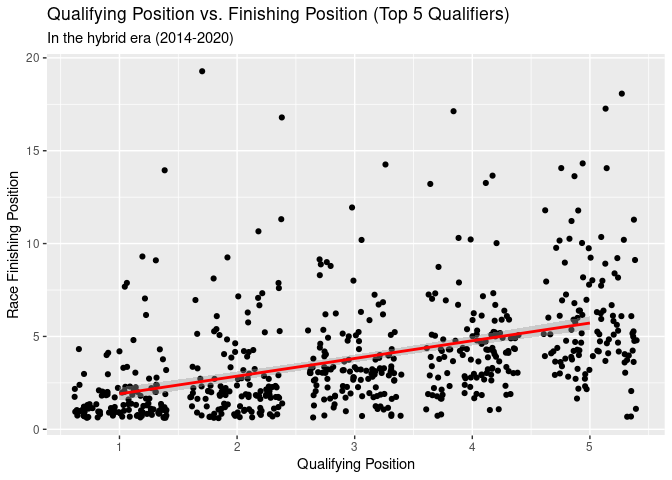 Qualifying Position vs. Finishing Position (Top 5 Qualifiers)
In the hybrid era (2014-2020)
20
15
10
5
0
Race Finishing Position
1 2 3 4 5
Qualifying Position